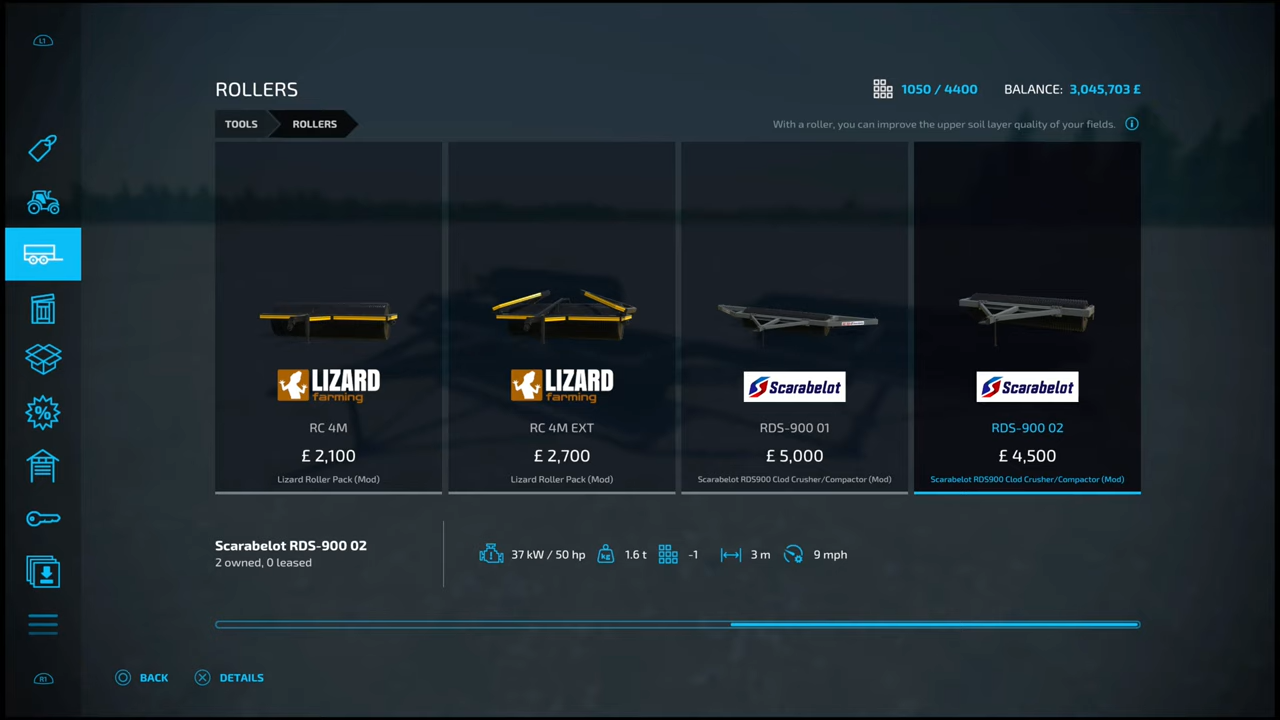 L1
ROLLERS
1050 / 4400
BALANCE: 3,045,703 £
TOOLS
ROLLERS
With a roller, you can improve the upper soil layer quality of your fields.
LIZARD
farming
RC 4M
£ 2,100
Lizard Roller Pack (Mod)
LIZARD
farming
RC 4M EXT
£ 2,700
Lizard Roller Pack (Mod)
Scarabelot
RDS-900 01
£ 5,000
Scarabelot RDS900 Clod Crusher/Compactor (Mod)
Scarabelot
RDS-900 02
£ 4,500
Scarabelot RDS900 Clod Crusher/Compactor (Mod)
Scarabelot RDS-900 02
2 owned, 0 leased
37 kW / 50 hp
1.6 t
-1
3 m
9 mph
R1
BACK
DETAILS